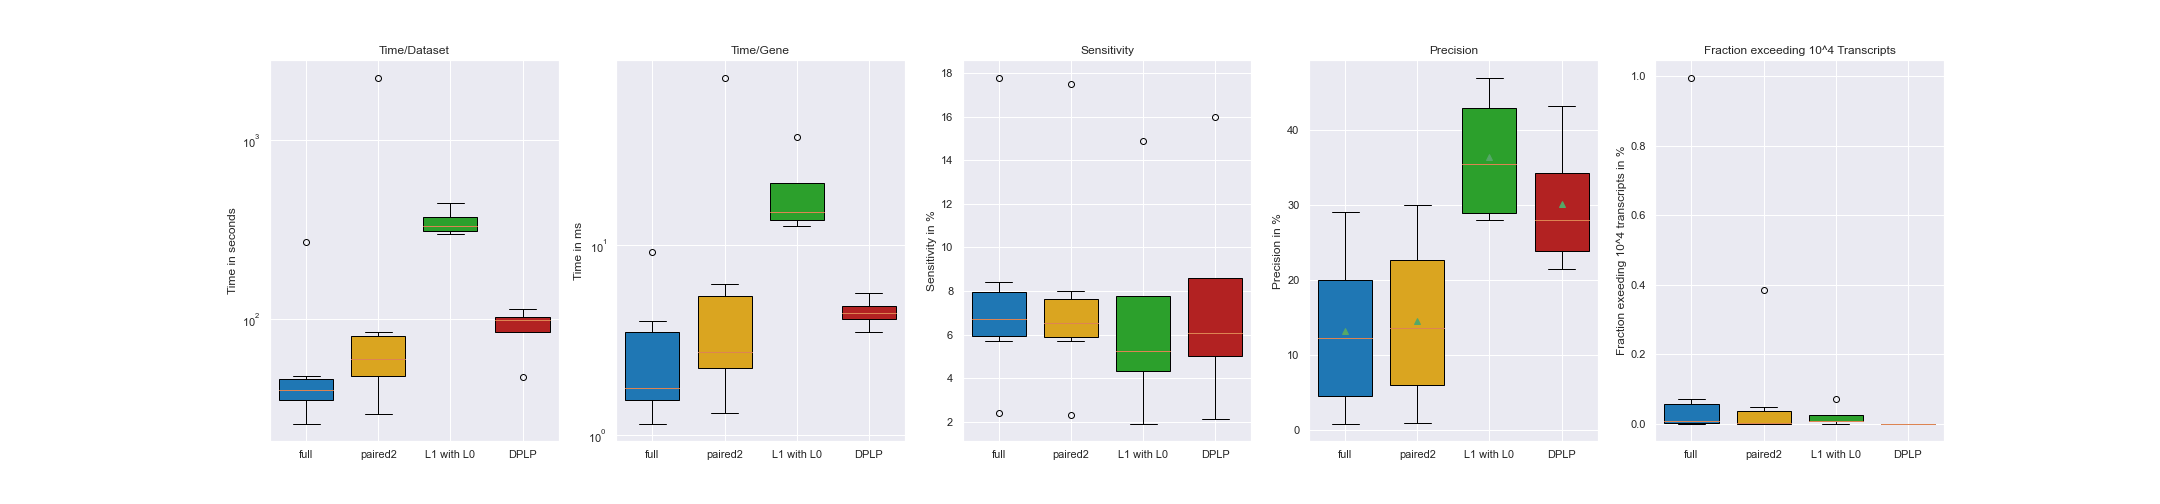 Time/Dataset
Time in seconds
10^3
10^2
full paired2 L1 with L0 DPLP
Time/Gene
Time in ms
10^1
10^0
full paired2 L1 with L0 DPLP
Sensitivity
Sensitivity in %
18
16
14
12
10
8
6
4
2
full paired2 L1 with L0 DPLP
Precision
Precision in %
40
30
20
10
0
full paired2 L1 with L0 DPLP
Fraction exceeding 10^4 Transcripts
Fraction exeeding 10^4 transcripts in %
1.0
0.8
0.6
0.4
0.2
0.0
full paired2 L1 with L0 DPLP